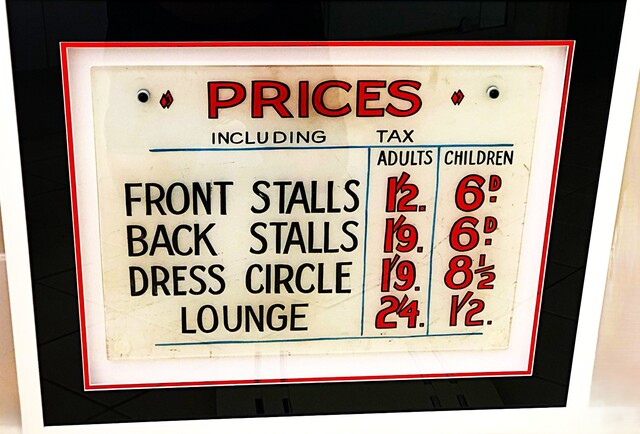 PRICES
INCLUDING TAX
ADULTS CHILDREN
FRONT STALLS 1/2. 6D.
BACK STALLS 1/9. 6D.
DRESS CIRCLE 1/9. 8½
LOUNGE 2/4. 1/2.